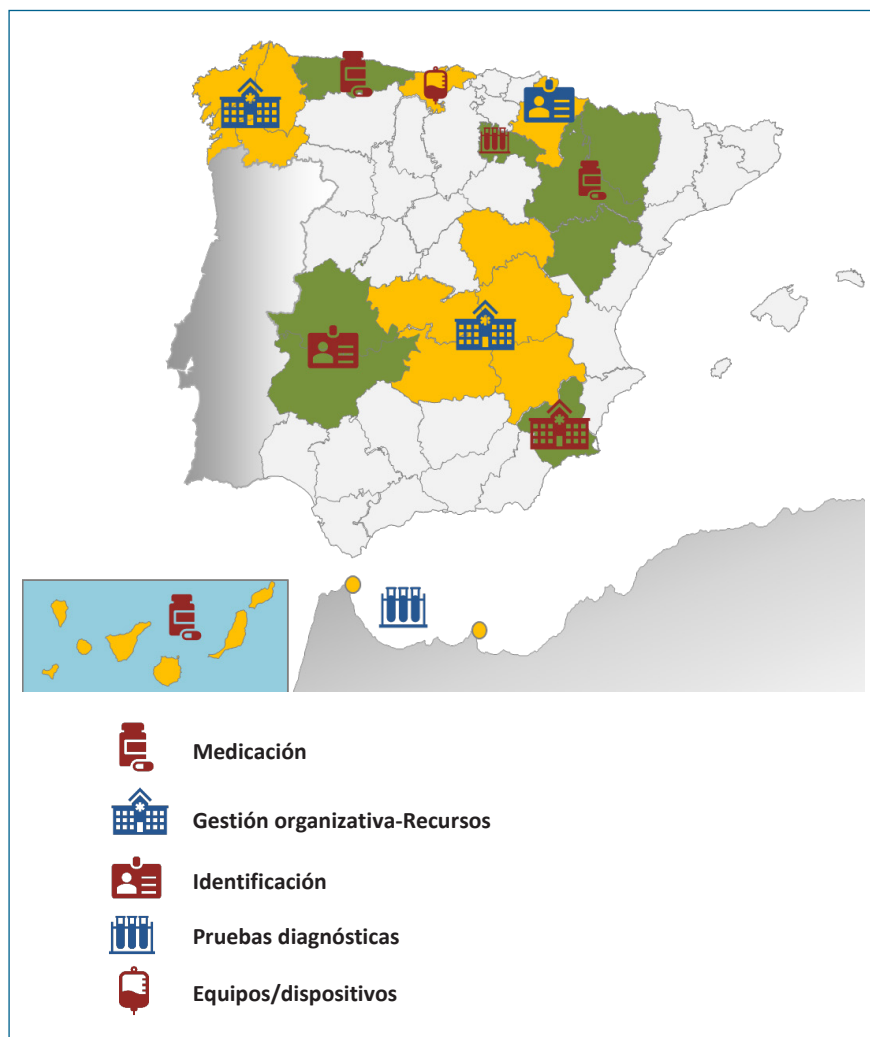 Medicación
Gestión organizativa-Recursos
Identificación
Pruebas diagnósticas
Equipos/dispositivos